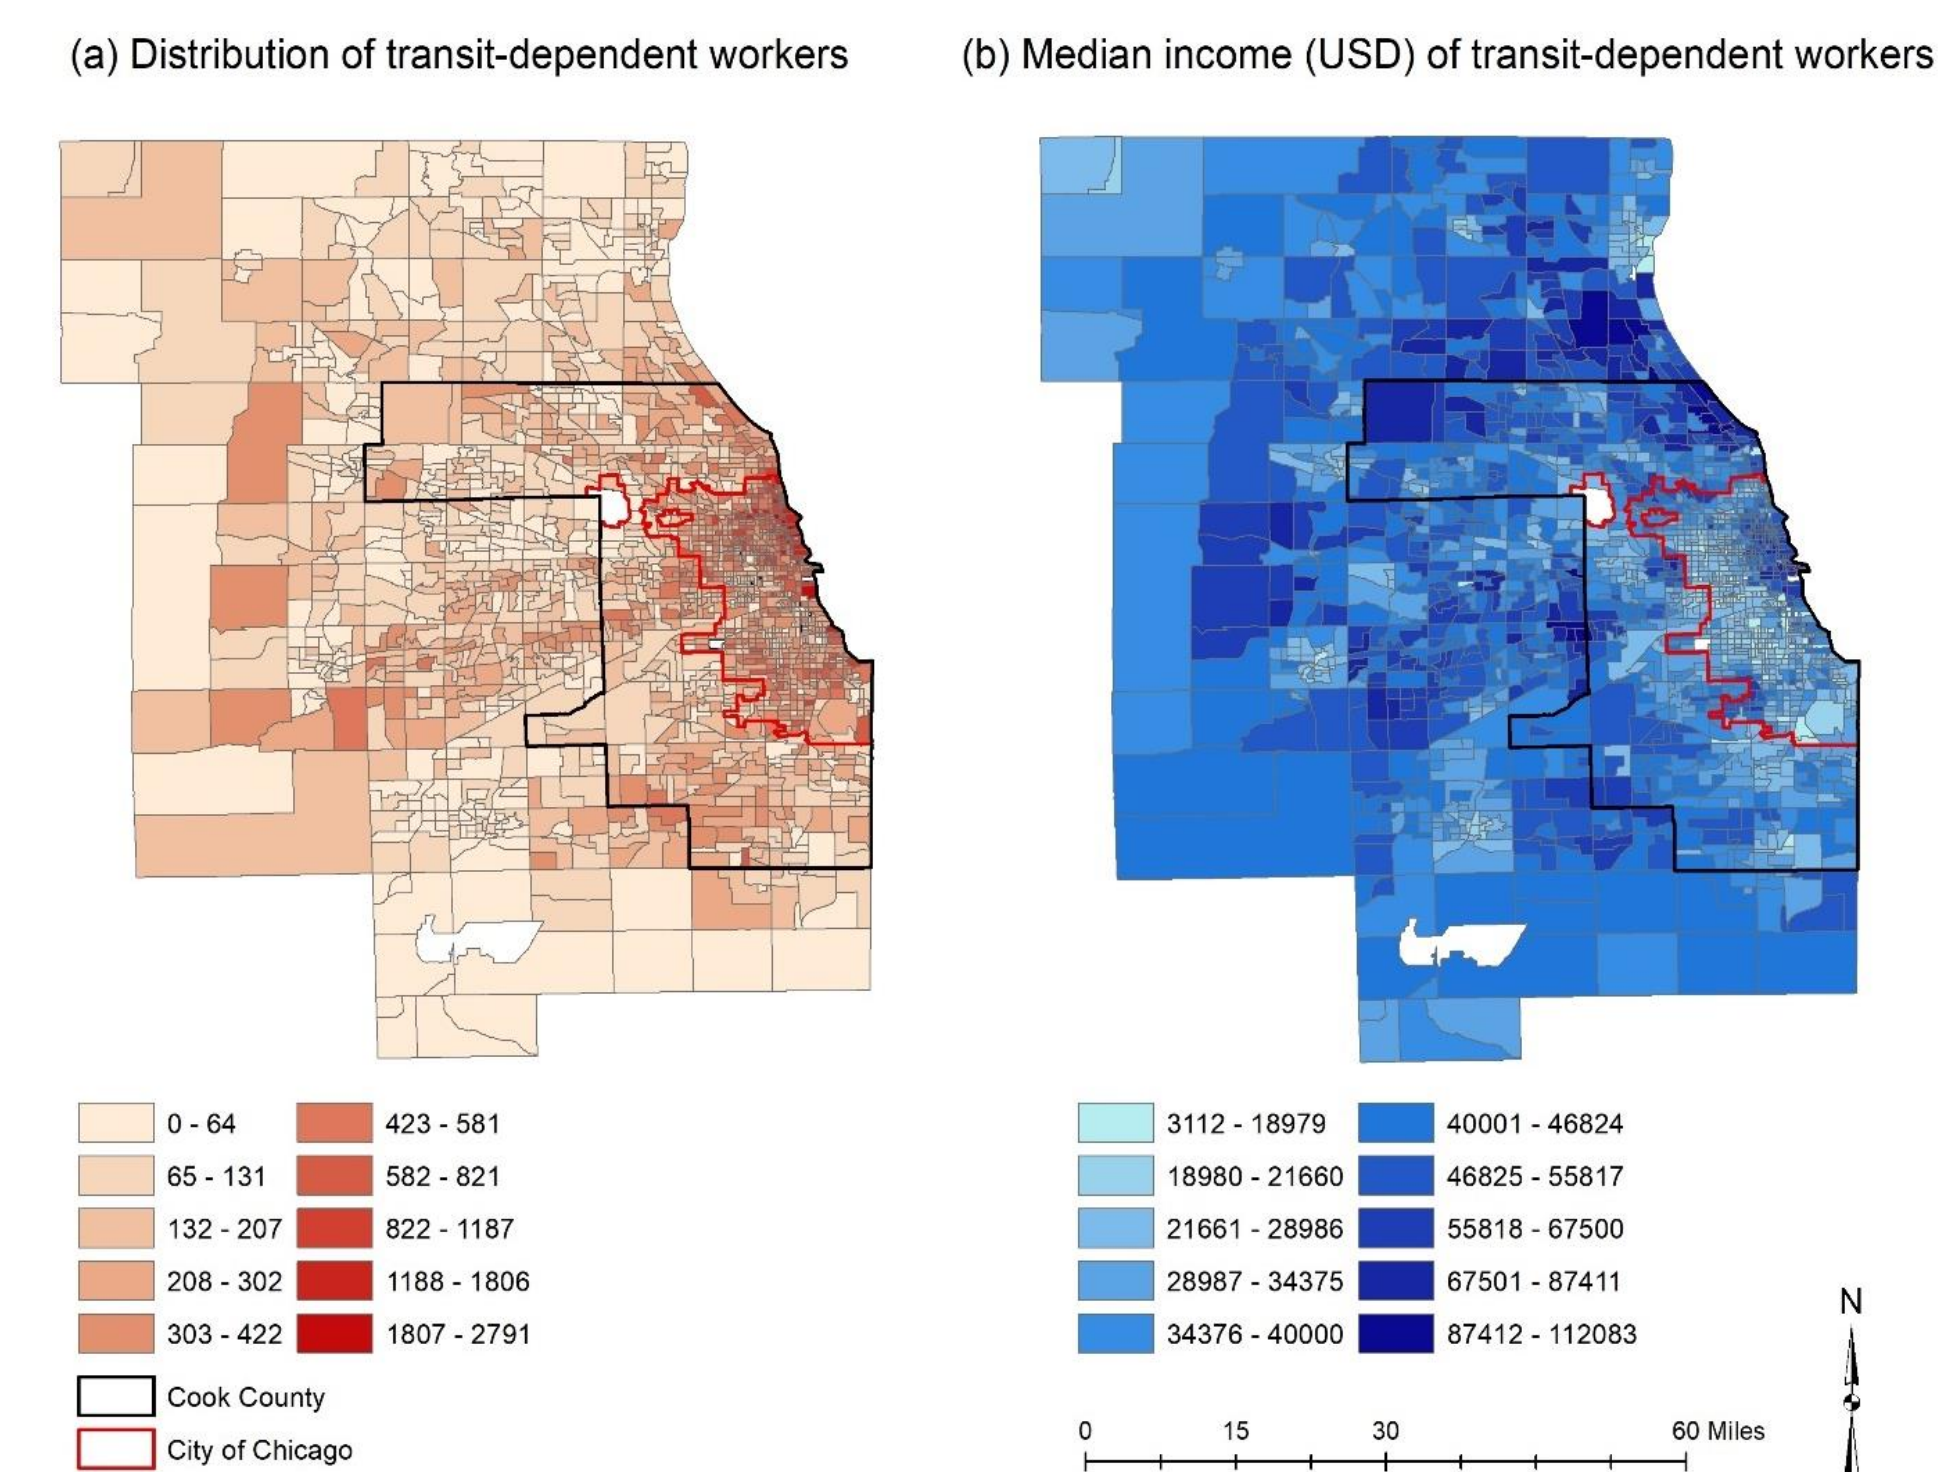 (a) Distribution of transit-dependent workers
(b) Median income (USD) of transit-dependent workers
0 - 64
65 - 131
132 - 207
208 - 302
303 - 422
423 - 581
582 - 821
822 - 1187
1188 - 1806
1807 - 2791
Cook County
City of Chicago
3112 - 18979
18980 - 21660
21661 - 28986
28987 - 34375
34376 - 40000
40001 - 46824
46825 - 55817
55818 - 67500
67501 - 87411
87412 - 112083
N
0 15 30 60 Miles